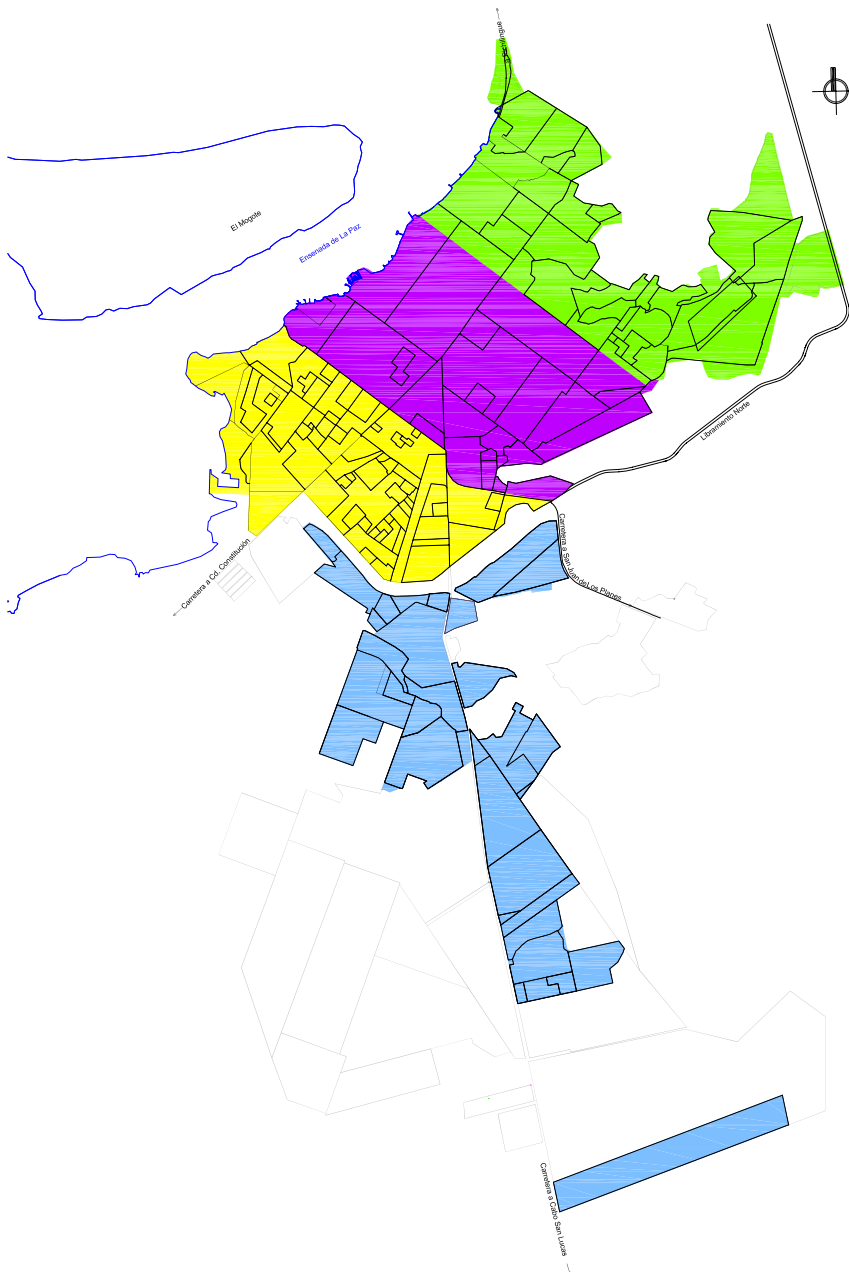 a Pichilingue
El Mogote
Ensenada de La Paz
Libramiento Norte
Carretera a San Juan de Los Planes
Carretera a Cd. Constitución
Carretera a Cabo San Lucas